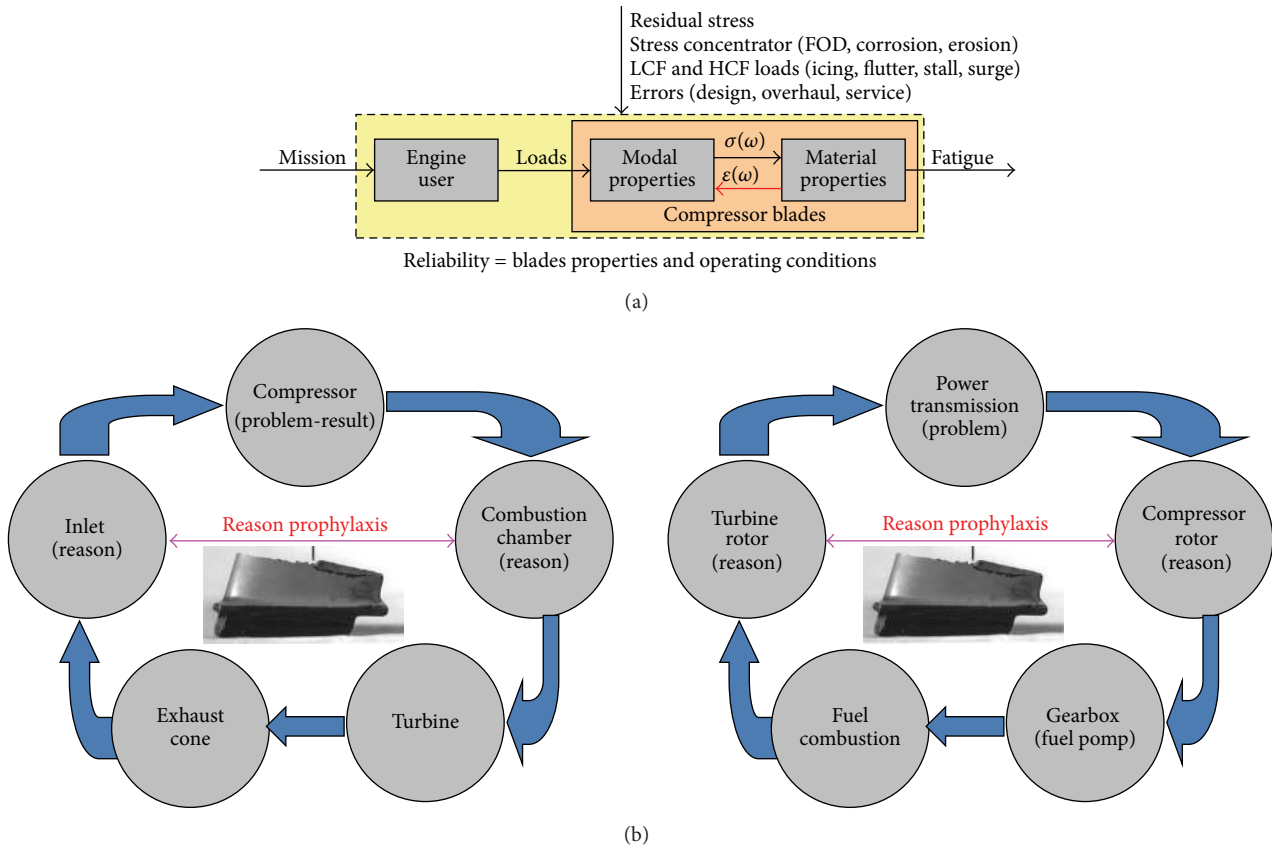 Residual stress
Stress concentrator (FOD, corrosion, erosion)
LCF and HCF loads (icing, flutter, stall, surge)
Errors (design, overhaul, service)
Mission
Engine
user
Loads
Modal
properties
σ(ω)
ε(ω)
Material
properties
Fatigue
Compressor blades
Reliability = blades properties and operating conditions
(a)
Compressor
(problem-result)
Inlet
(reason)
Reason prophylaxis
Combustion
chamber
(reason)
Exhaust
cone
Turbine
Power
transmission
(problem)
Turbine
rotor
(reason)
Reason prophylaxis
Compressor
rotor
(reason)
Fuel
combustion
Gearbox
(fuel pomp)
(b)